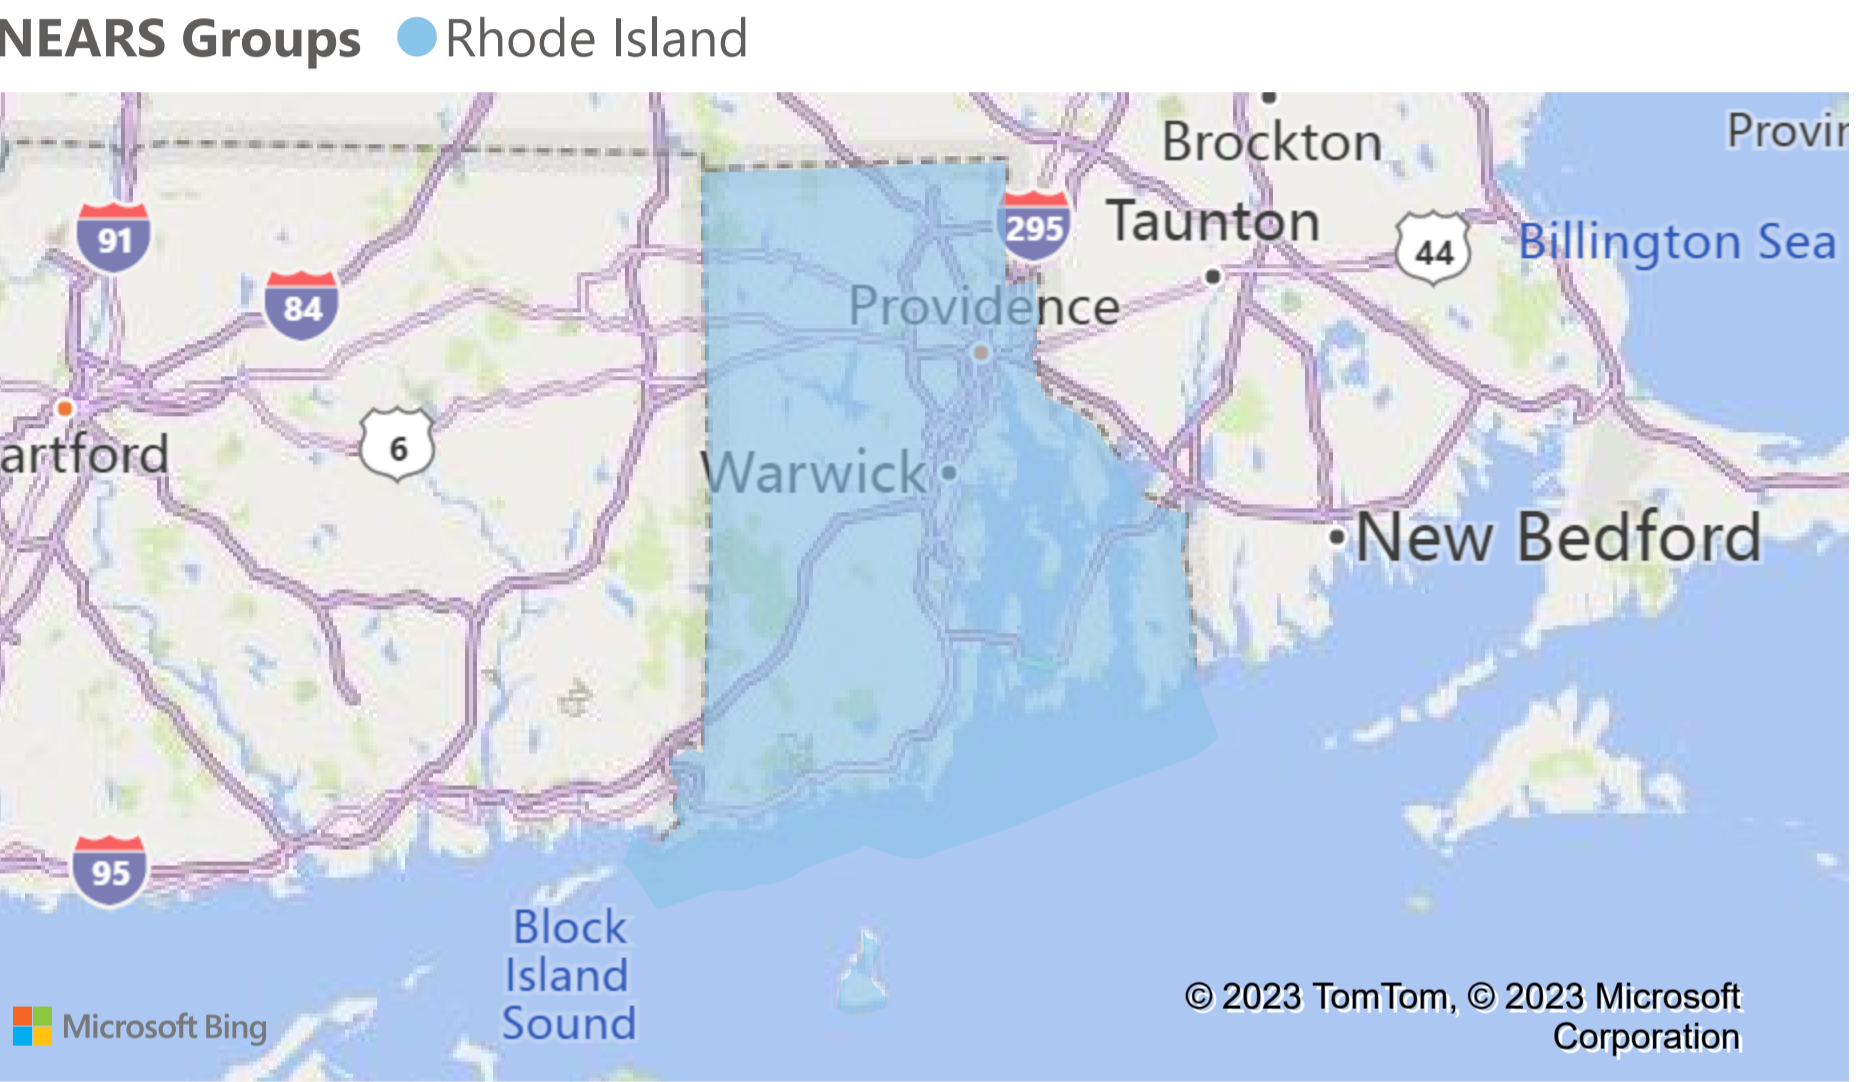 NEARS Groups Rhode Island
Brockton
Provin
91
295
Taunton
44
Billington Sea
84
Providence
6
artford
Warwick
New Bedford
95
Block
Island
Sound
Microsoft Bing
© 2023 TomTom, © 2023 Microsoft
Corporation